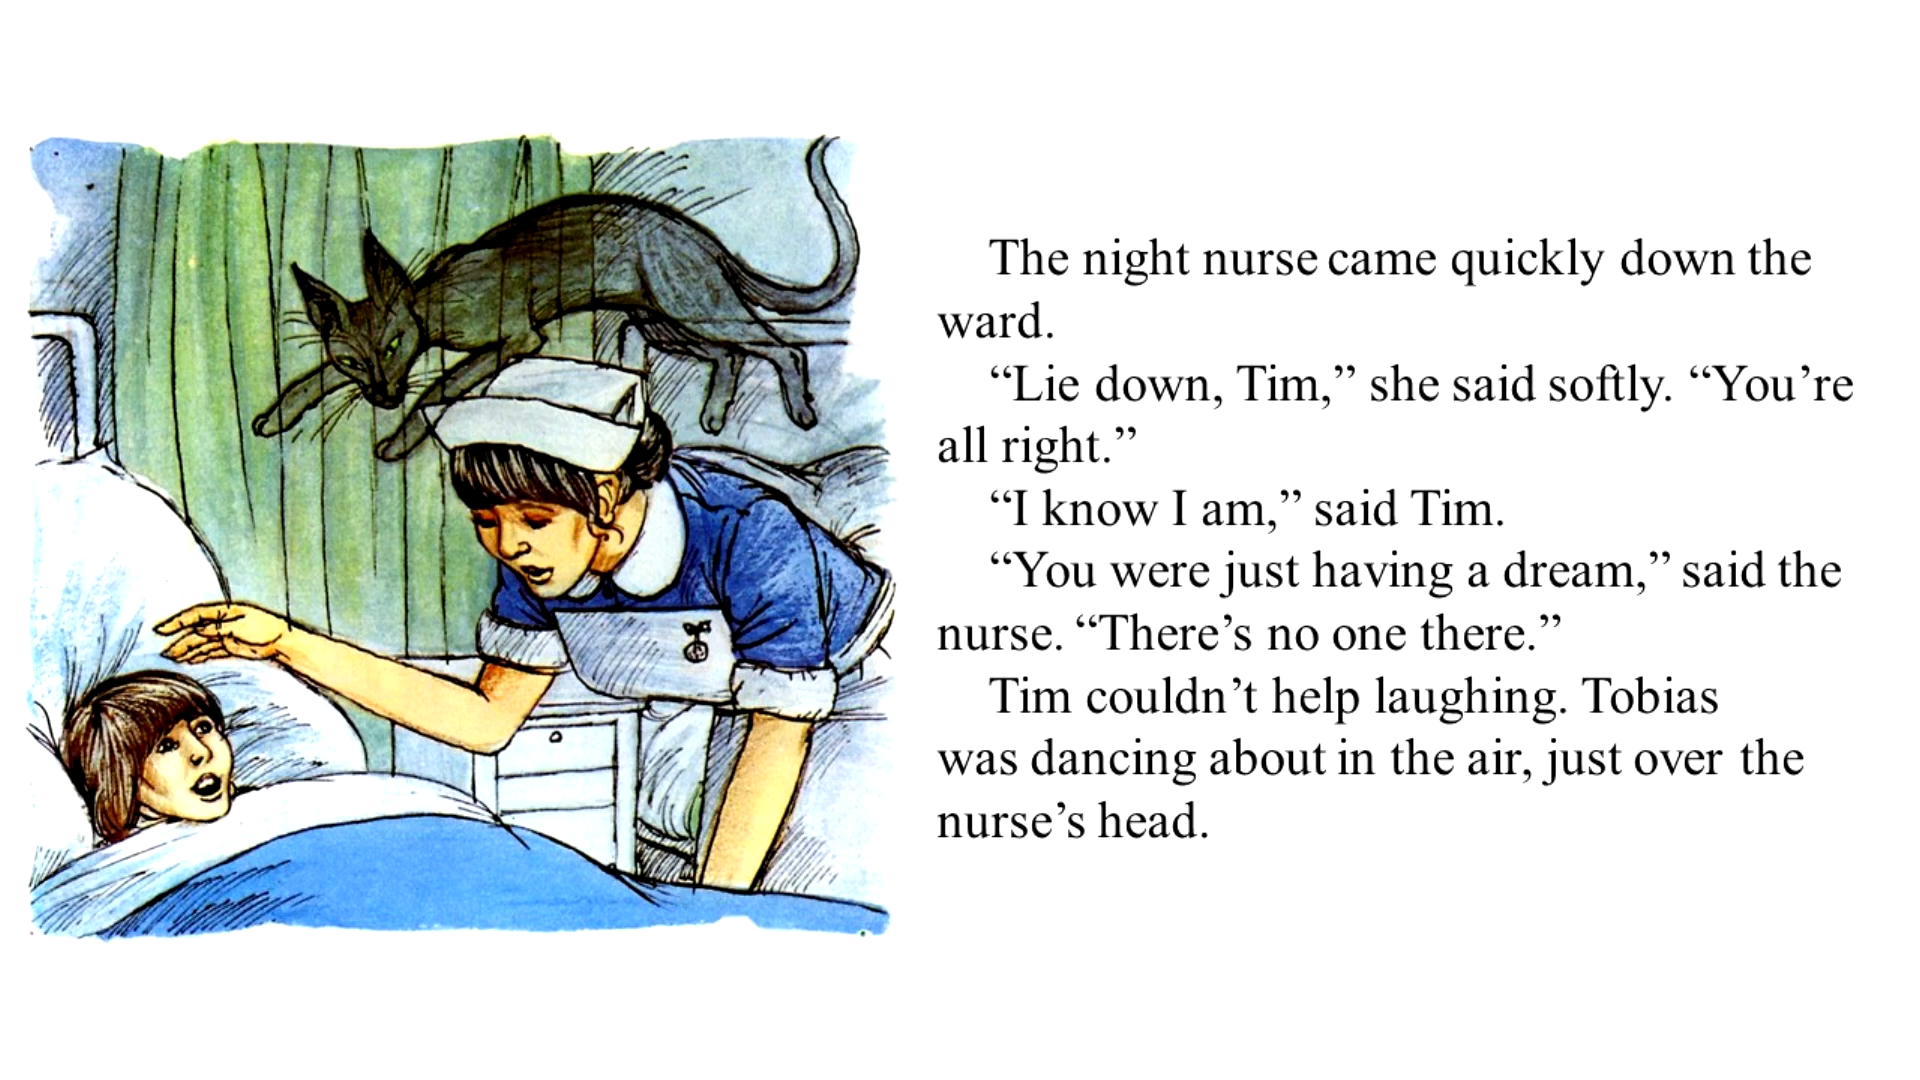 The night nurse came quickly down the
ward.
“Lie down, Tim,” she said softly. “You’re
all right.”
“I know I am,” said Tim.
“You were just having a dream,” said the
nurse. “There’s no one there.”
Tim couldn’t help laughing. Tobias
was dancing about in the air, just over the
nurse’s head.